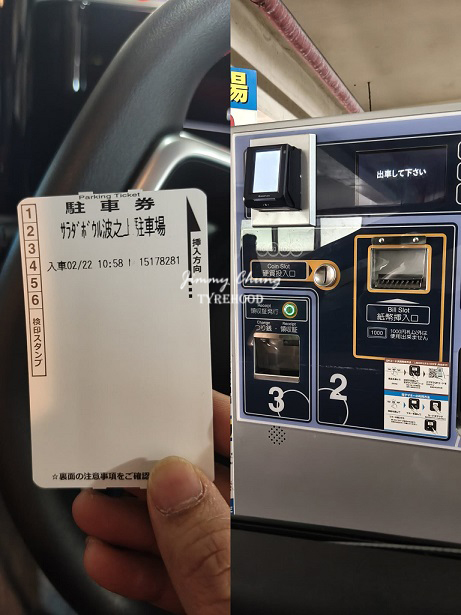 Parking Ticket
駐車券
ｻﾗﾀﾞﾎﾞｳﾙ波之上 駐車場
入車02/22 10:58 15178281
挿入方向
1
2
3
4
5
6
検印スタンプ
☆裏面の注意事項をご確認
Jimmy Chung
TYREHOOD
場
出車して下さい
Coin Slot
硬貨投入口
Receipt
領収証発行
Change Receipt
つり銭・領収証
Bill Slot
紙幣挿入口
1000
1000円札以外は
使用出来ません
3
2